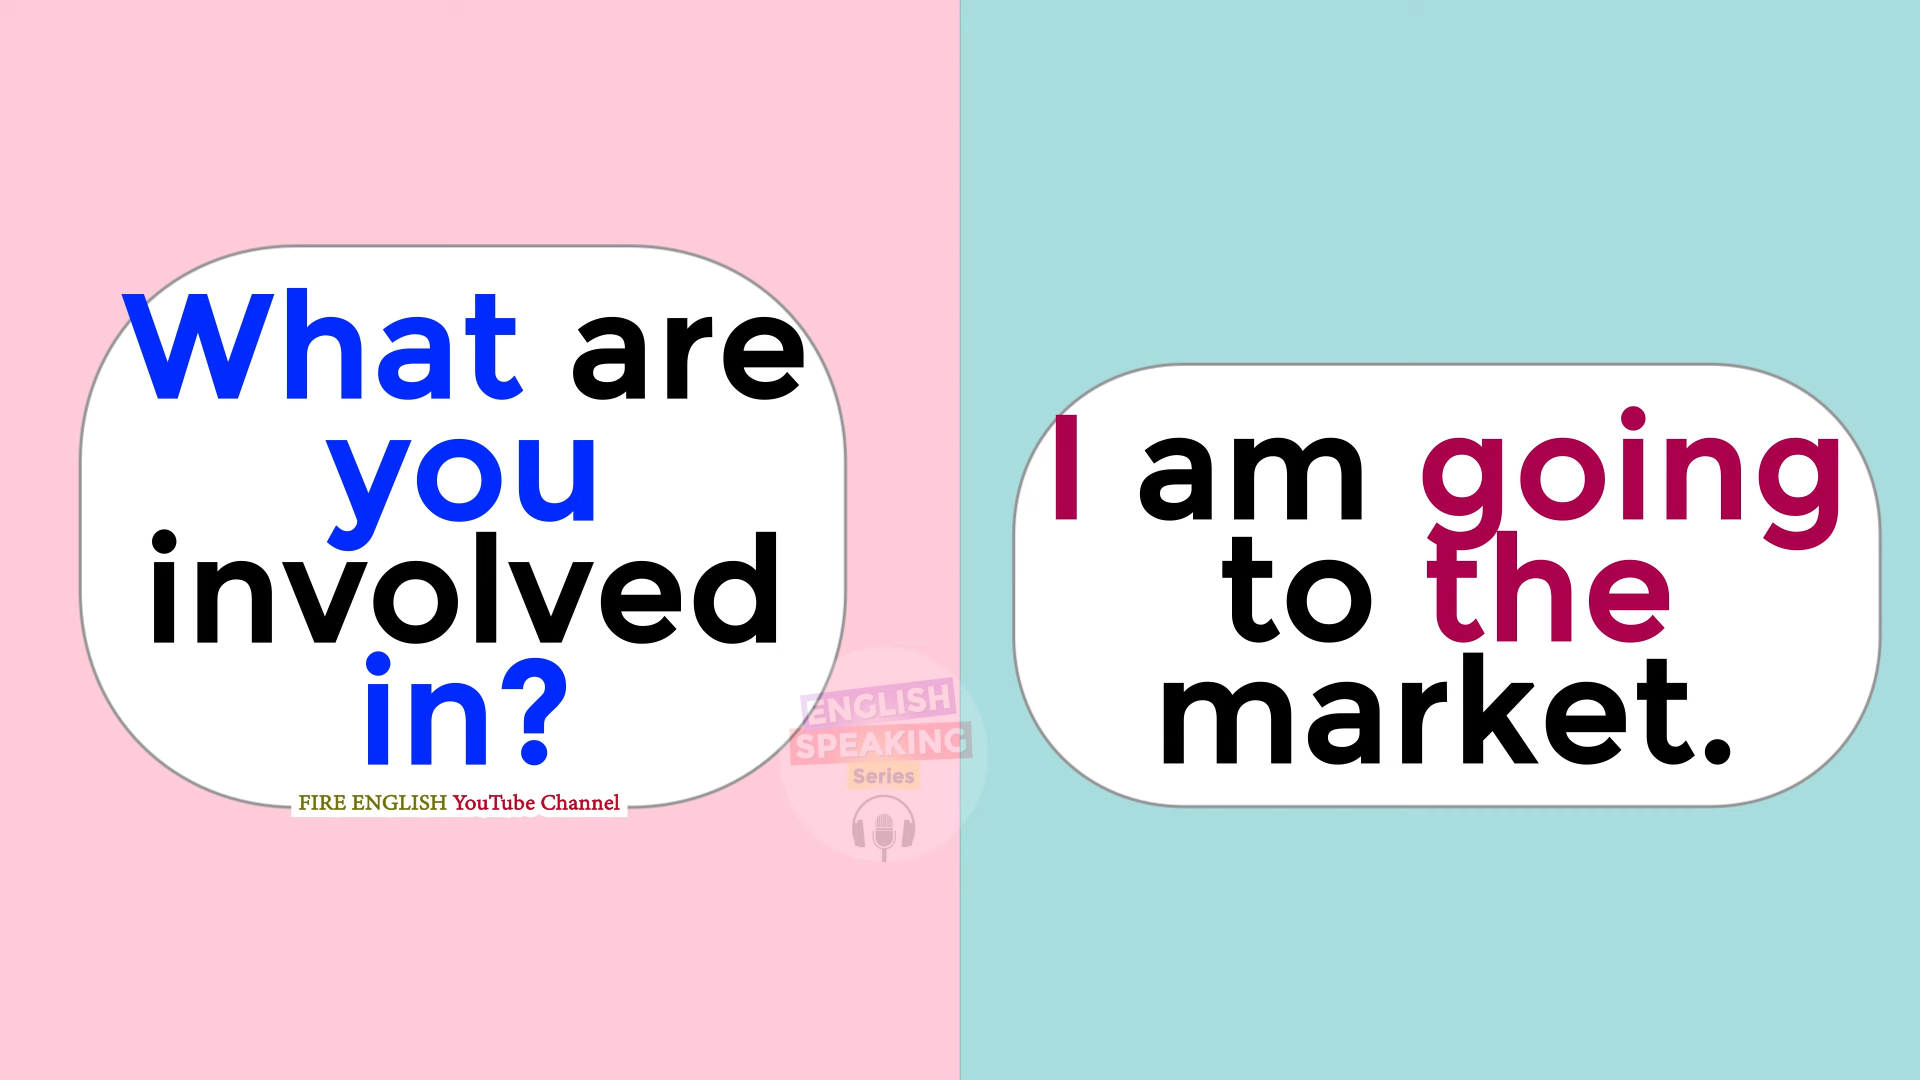 What are
you
involved
in?
FIRE ENGLISH YouTube Channel
ENGLISH
SPEAKING
Series
I am going
to the
market.